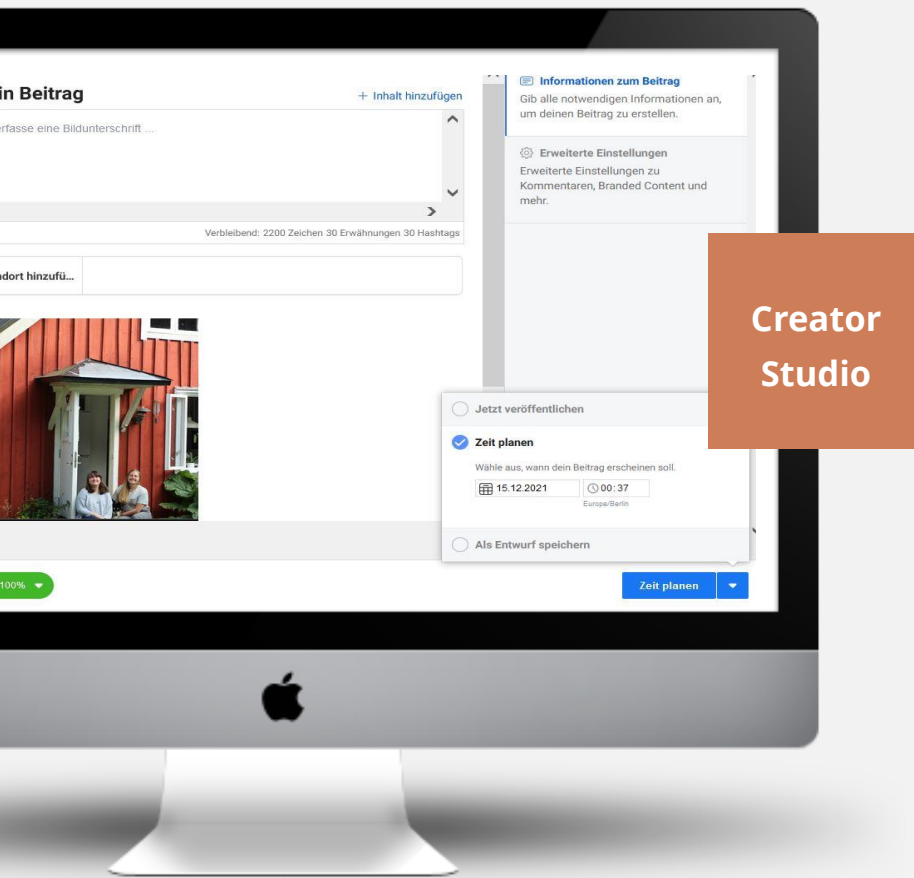 in Beitrag
+ Inhalt hinzufügen
erfasse eine Bildunterschrift ...
Verbleibend: 2200 Zeichen 30 Erwähnungen 30 Hashtags
ndort hinzufü...
Informationen zum Beitrag
Gib alle notwendigen Informationen an,
um deinen Beitrag zu erstellen.
Erweiterte Einstellungen
Erweiterte Einstellungen zu
Kommentaren, Branded Content und
mehr.
Creator
Studio
Jetzt veröffentlichen
Zeit planen
Wähle aus, wann dein Beitrag erscheinen soll.
15.12.2021
00:37
Europe/Berlin
Als Entwurf speichern
100%
Zeit planen